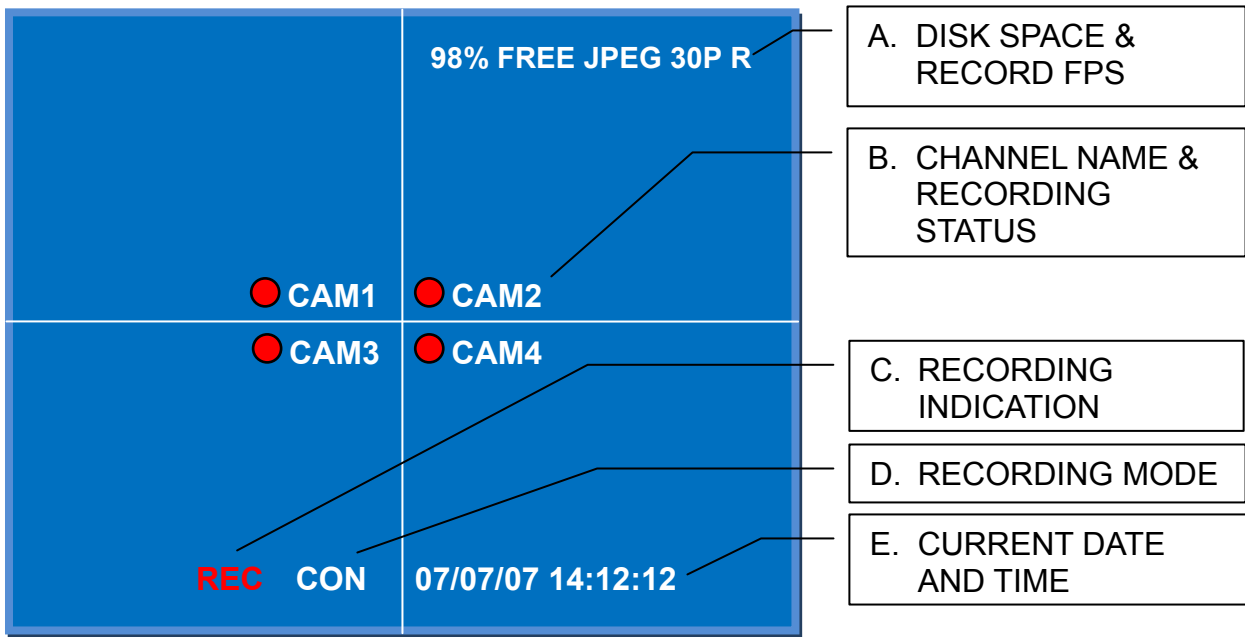 98% FREE JPEG 30P R
CAM1 CAM2
CAM3 CAM4
REC CON 07/07/07 14:12:12
A. DISK SPACE &
RECORD FPS
B. CHANNEL NAME &
RECORDING
STATUS
C. RECORDING
INDICATION
D. RECORDING MODE
E. CURRENT DATE
AND TIME